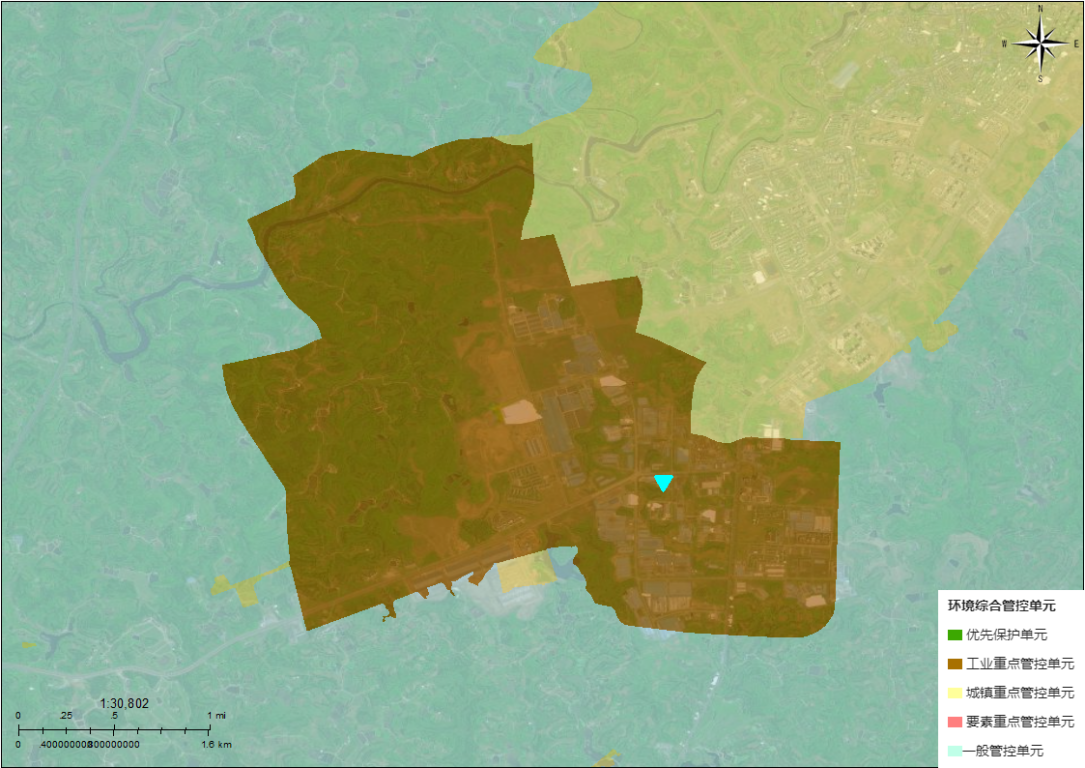 N
W E
S
环境综合管控单元
优先保护单元
工业重点管控单元
城镇重点管控单元
要素重点管控单元
一般管控单元
1:30,802
0 .25 .5 1 mi
0 1.6 km